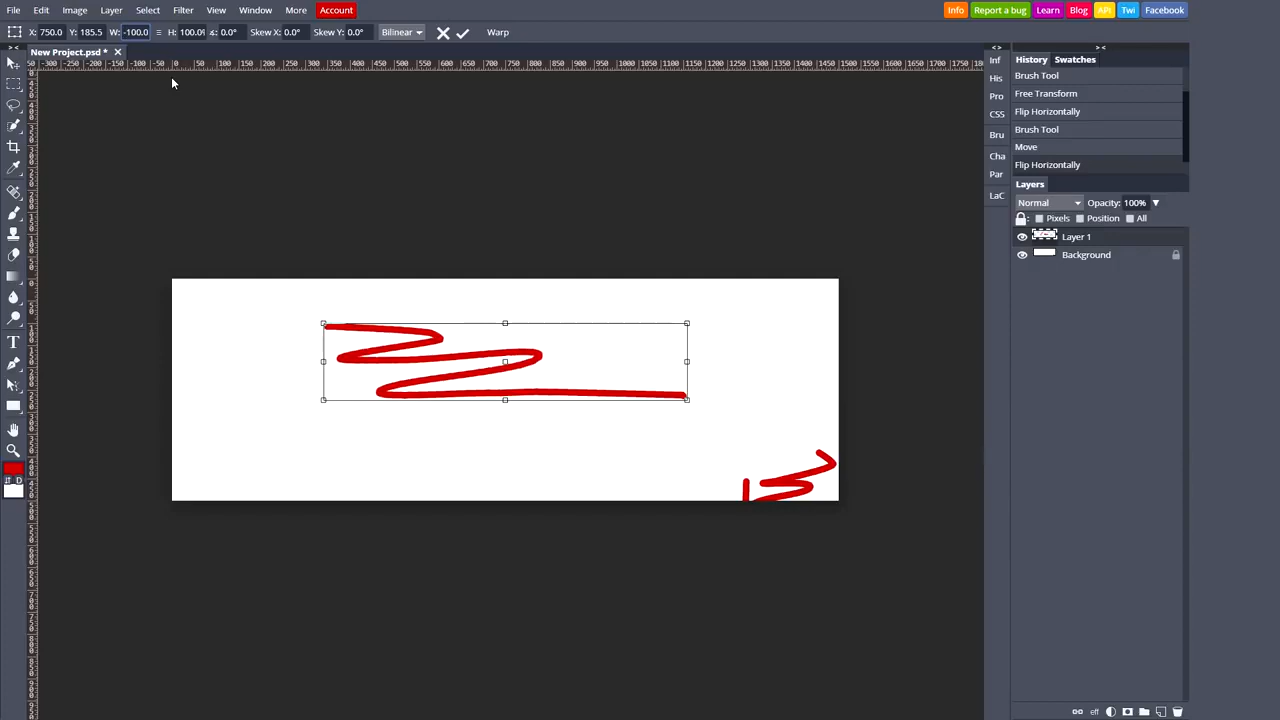 File Edit Image Layer Select Filter View Window More Account Info Report a bug Learn Blog API Twi Facebook
X: 750.0 Y: 185.5 W: -100.0 H: 100.0% ∡: 0.0° Skew X: 0.0° Skew Y: 0.0° Bilinear Warp
New Project.psd *
History Swatches
Inf
His
Pro
CSS
Bru
Cha
Par
LaC
Brush Tool
Free Transform
Flip Horizontally
Brush Tool
Move
Flip Horizontally
Layers
Normal Opacity: 100%
Pixels Position All
Layer 1
Background
eff